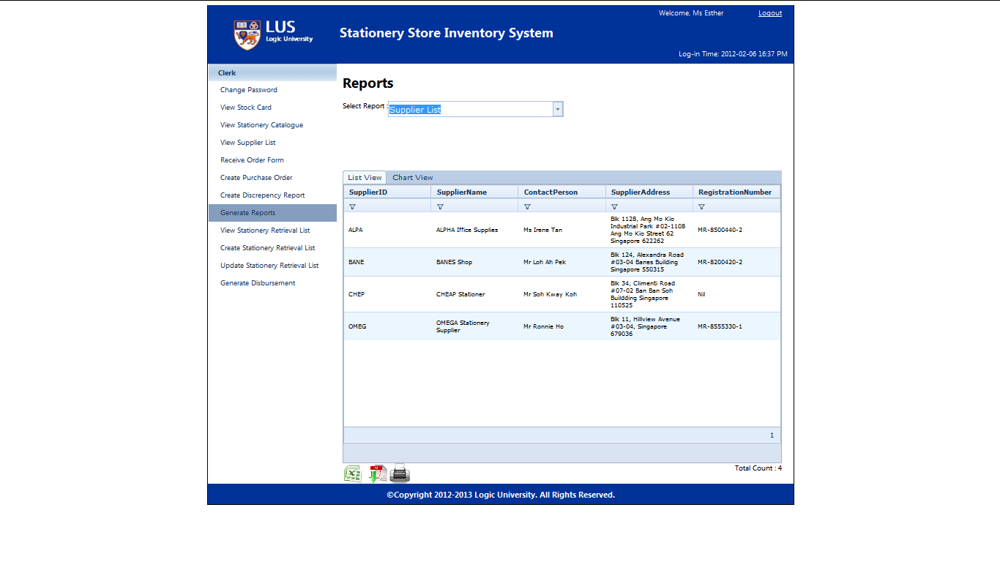 Welcome, Ms Esther
Logout
LUS
Logic University
Stationery Store Inventory System
Log-in Time: 2012-02-06 16:37 PM
Clerk
Change Password
View Stock Card
View Stationery Catalogue
View Supplier List
Receive Order Form
Create Purchase Order
Create Discrepency Report
Generate Reports
View Stationery Retrieval List
Create Stationery Retrieval List
Update Stationery Retrieval List
Generate Disbursement
Reports
Select Report :
Supplier List
List View Chart View
SupplierID SupplierName ContactPerson SupplierAddress RegistrationNumber
ALPA
ALPHA Iffice Supplies
Ms Irene Tan
Blk 1128, Ang Mo Kio
Industrial Park #02-1108
Ang Mo Kio Street 62
Singapore 622262
MR-8500440-2
BANE
BANES Shop
Mr Loh Ah Pek
Blk 124, Alexandra Road
#03-04 Banes Building
Singapore 550315
MR-8200420-2
CHEP
CHEAP Stationer
Mr Soh Kway Koh
Blk 34, Climenti Road
#07-02 Ban Ban Soh
Buildding Singapore
110525
Nil
OMEG
OMEGA Stationery
Supplier
Mr Ronnie Ho
Blk 11, Hillview Avenue
#03-04, Singapore
679036
MR-8555330-1
1
Total Count : 4
©Copyright 2012-2013 Logic University. All Rights Reserved.